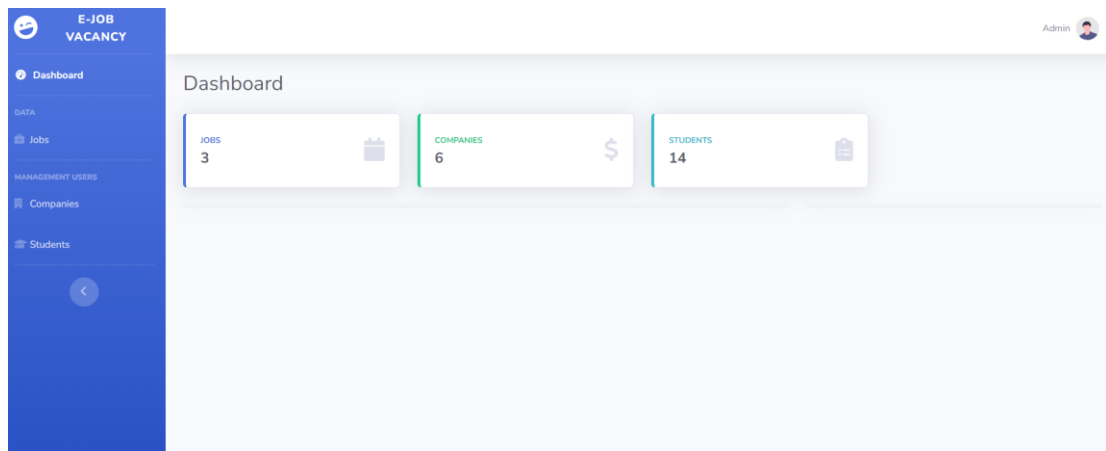 E-JOB
VACANCY
Admin
Dashboard
DATA
Jobs
MANAGEMENT USERS
Companies
Students
Dashboard
JOBS
3
COMPANIES
6
STUDENTS
14